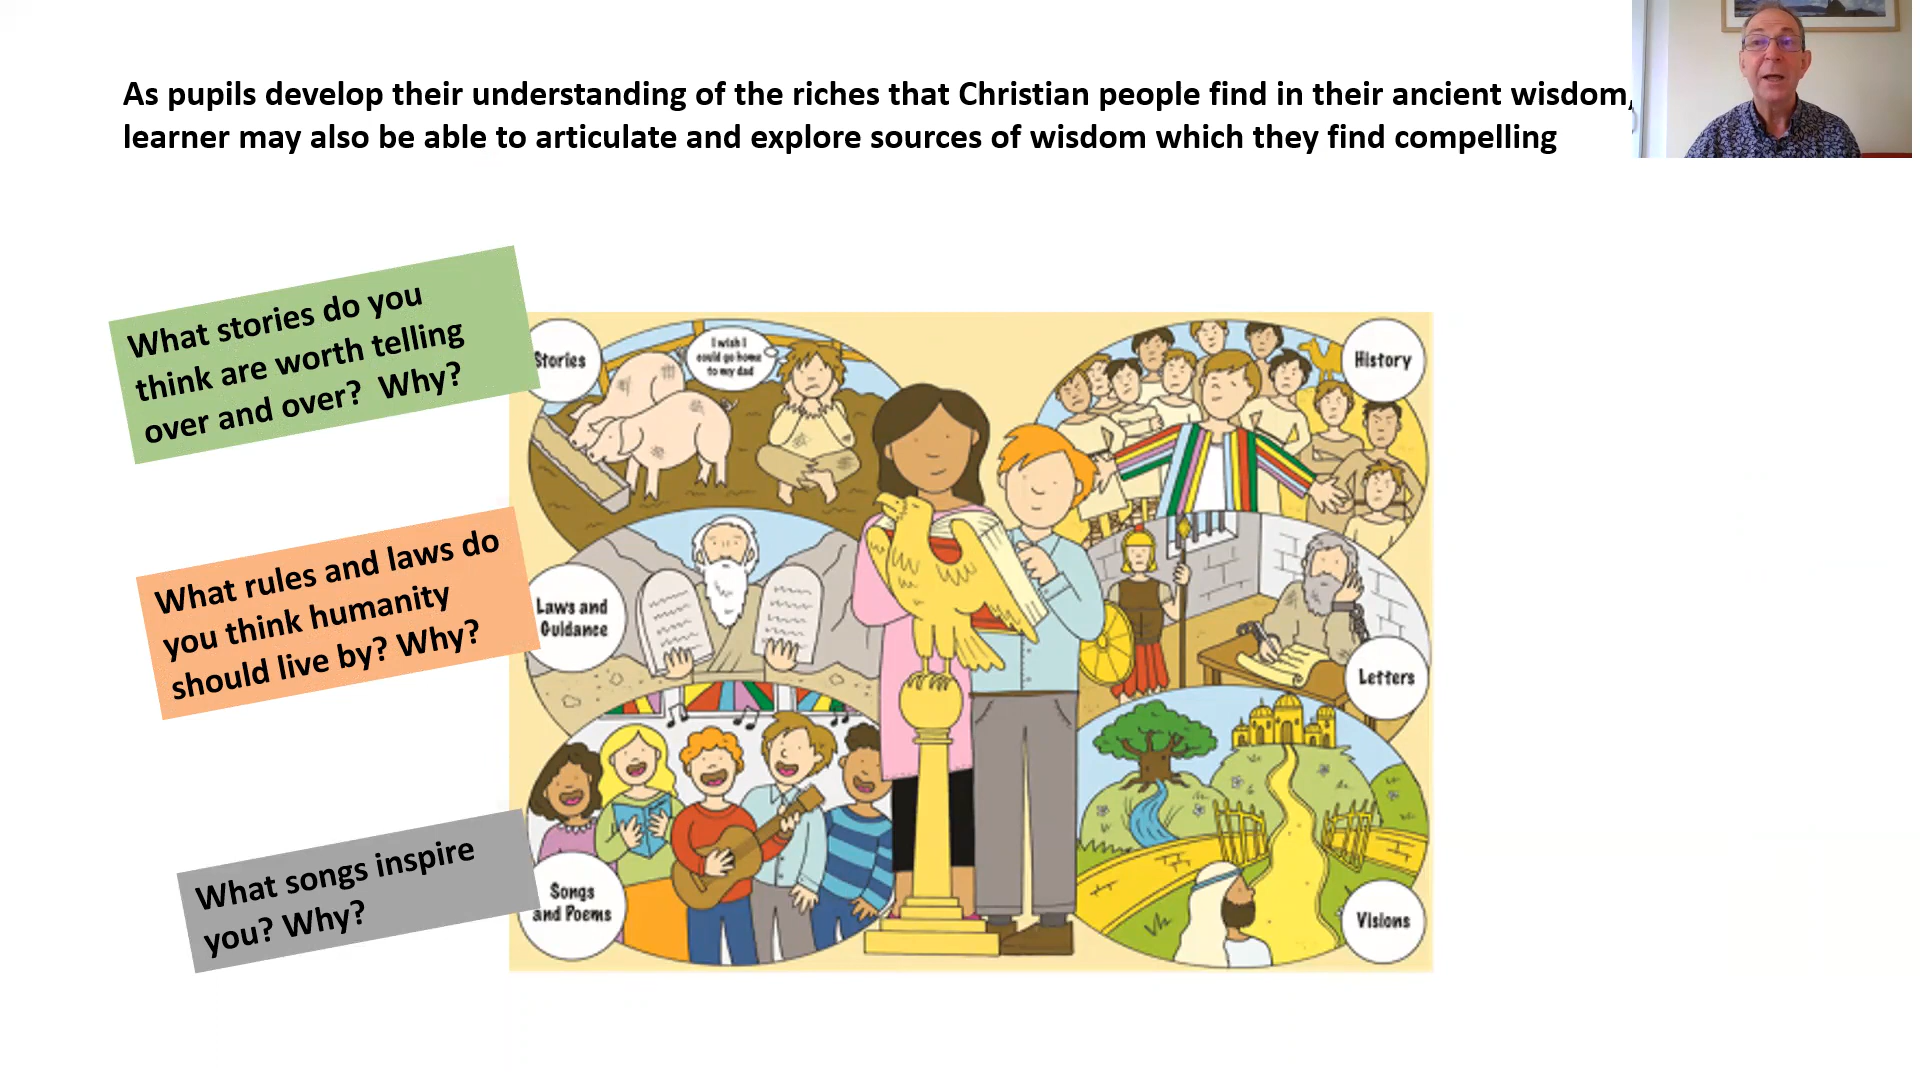 As pupils develop their understanding of the riches that Christian people find in their ancient wisdom,
learner may also be able to articulate and explore sources of wisdom which they find compelling
What stories do you
think are worth telling
over and over? Why?
Stories
I wish I
could go home
to my dad
History
What rules and laws do
you think humanity
should live by? Why?
Laws and
Guidance
Letters
What songs inspire
you? Why?
Songs
and Poems
Visions